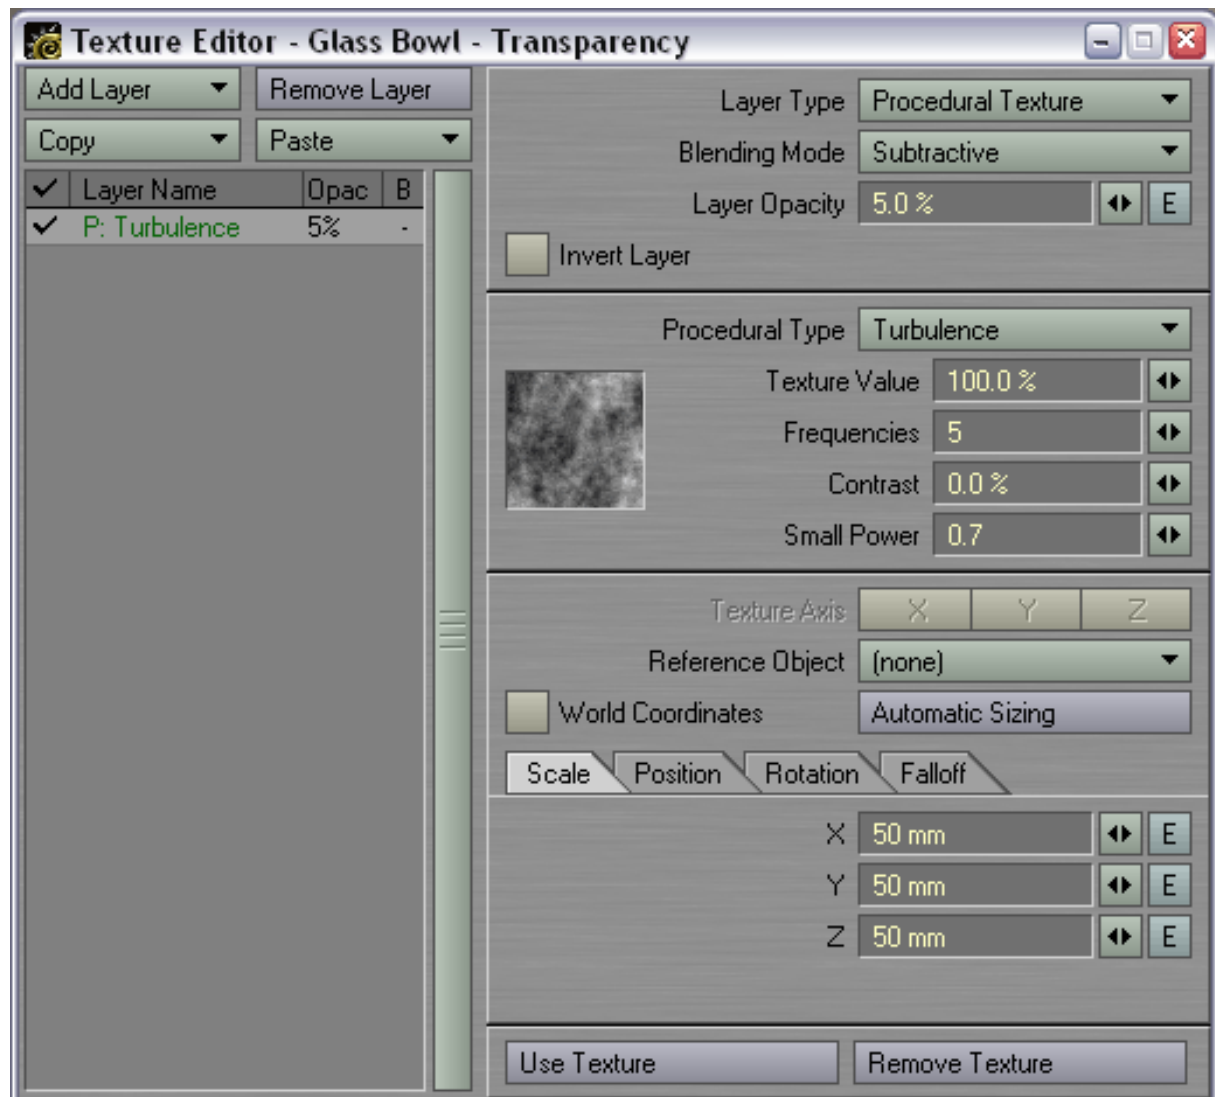 Texture Editor - Glass Bowl - Transparency
Add Layer
Remove Layer
Copy
Paste
Layer Name Opac B
P: Turbulence 5% -
Layer Type Procedural Texture
Blending Mode Subtractive
Layer Opacity 5.0 % E
Invert Layer
Procedural Type Turbulence
Texture Value 100.0 %
Frequencies 5
Contrast 0.0 %
Small Power 0.7
Texture Axis X Y Z
Reference Object (none)
World Coordinates Automatic Sizing
Scale Position Rotation Falloff
X 50 mm E
Y 50 mm E
Z 50 mm E
Use Texture Remove Texture